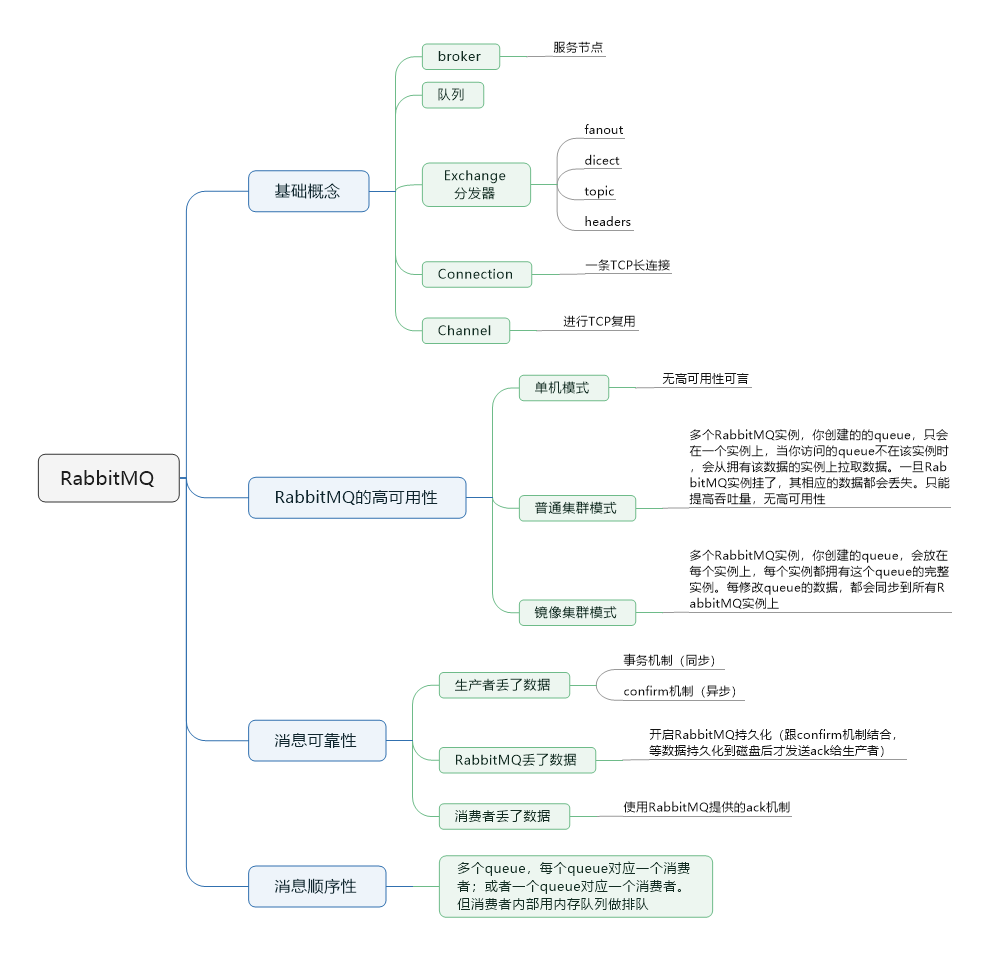 RabbitMQ
基础概念
broker
服务节点
队列
Exchange
分发器
fanout
dicect
topic
headers
Connection
一条TCP长连接
Channel
进行TCP复用
RabbitMQ的高可用性
单机模式
无高可用性可言
普通集群模式
多个RabbitMQ实例，你创建的的queue，只会
在一个实例上，当你访问的queue不在该实例时
，会从拥有该数据的实例上拉取数据。一旦Rab
bitMQ实例挂了，其相应的数据都会丢失。只能
提高吞吐量，无高可用性
镜像集群模式
多个RabbitMQ实例，你创建的queue，会放在
每个实例上，每个实例都拥有这个queue的完整
实例。每修改queue的数据，都会同步到所有R
abbitMQ实例上
消息可靠性
生产者丢了数据
事务机制（同步）
confirm机制（异步）
RabbitMQ丢了数据
开启RabbitMQ持久化（跟confirm机制结合，
等数据持久化到磁盘后才发送ack给生产者）
消费者丢了数据
使用RabbitMQ提供的ack机制
消息顺序性
多个queue，每个queue对应一个消费
者；或者一个queue对应一个消费者。
但消费者内部用内存队列做排队